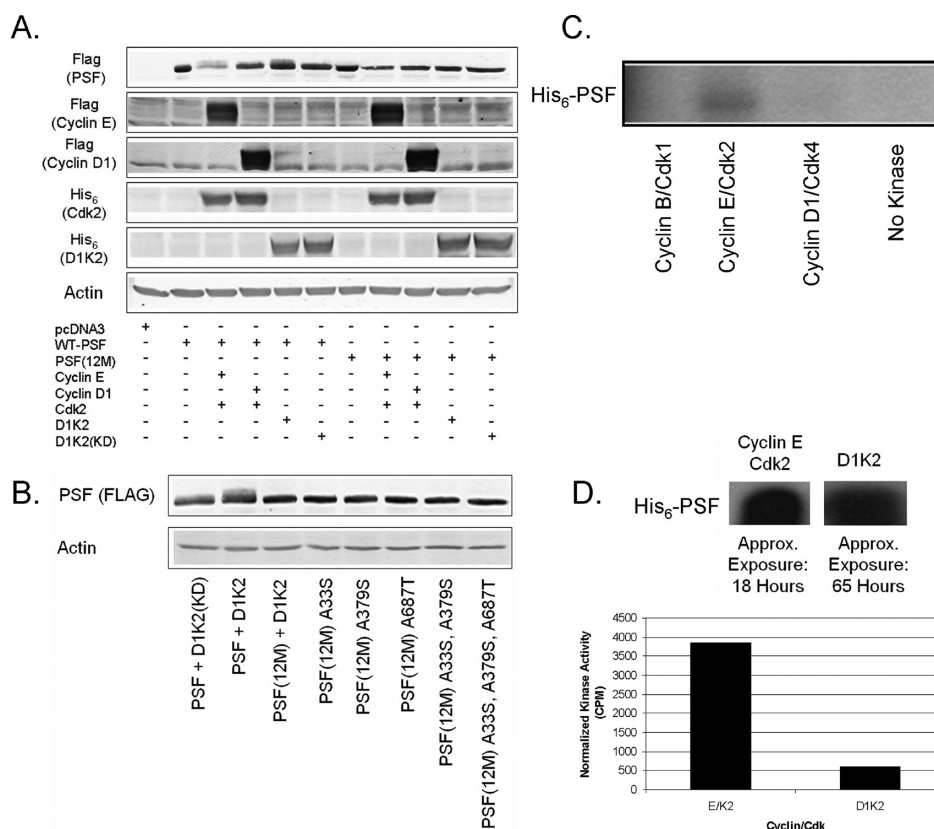 A.
Flag
(PSF)
Flag
(Cyclin E)
Flag
(Cyclin D1)
His6
(Cdk2)
His6
(D1K2)
Actin
pcDNA3 + - - - - - - - - - -
WT-PSF - + + + + + - - - - -
PSF(12M) - - - - - - + + + + +
Cyclin E - - + - - - - + - - -
Cyclin D1 - - - + - - - - + - -
Cdk2 - - + + - - - + + - -
D1K2 - - - - + - - - - + -
D1K2(KD) - - - - - + - - - - +
B.
PSF (FLAG)
Actin
PSF + D1K2(KD)
PSF + D1K2
PSF(12M) + D1K2
PSF(12M) A33S
PSF(12M) A379S
PSF(12M) A687T
PSF(12M) A33S, A379S
PSF(12M) A33S, A379S, A687T
C.
His6-PSF
Cyclin B/Cdk1
Cyclin E/Cdk2
Cyclin D1/Cdk4
No Kinase
D.
Cyclin E
Cdk2
D1K2
His6-PSF
Approx.
Exposure:
18 Hours
Approx.
Exposure:
65 Hours
Normalized Kinase Activity
(CPM)
4500
4000
3500
3000
2500
2000
1500
1000
500
0
E/K2
D1K2
Cyclin/Cdk